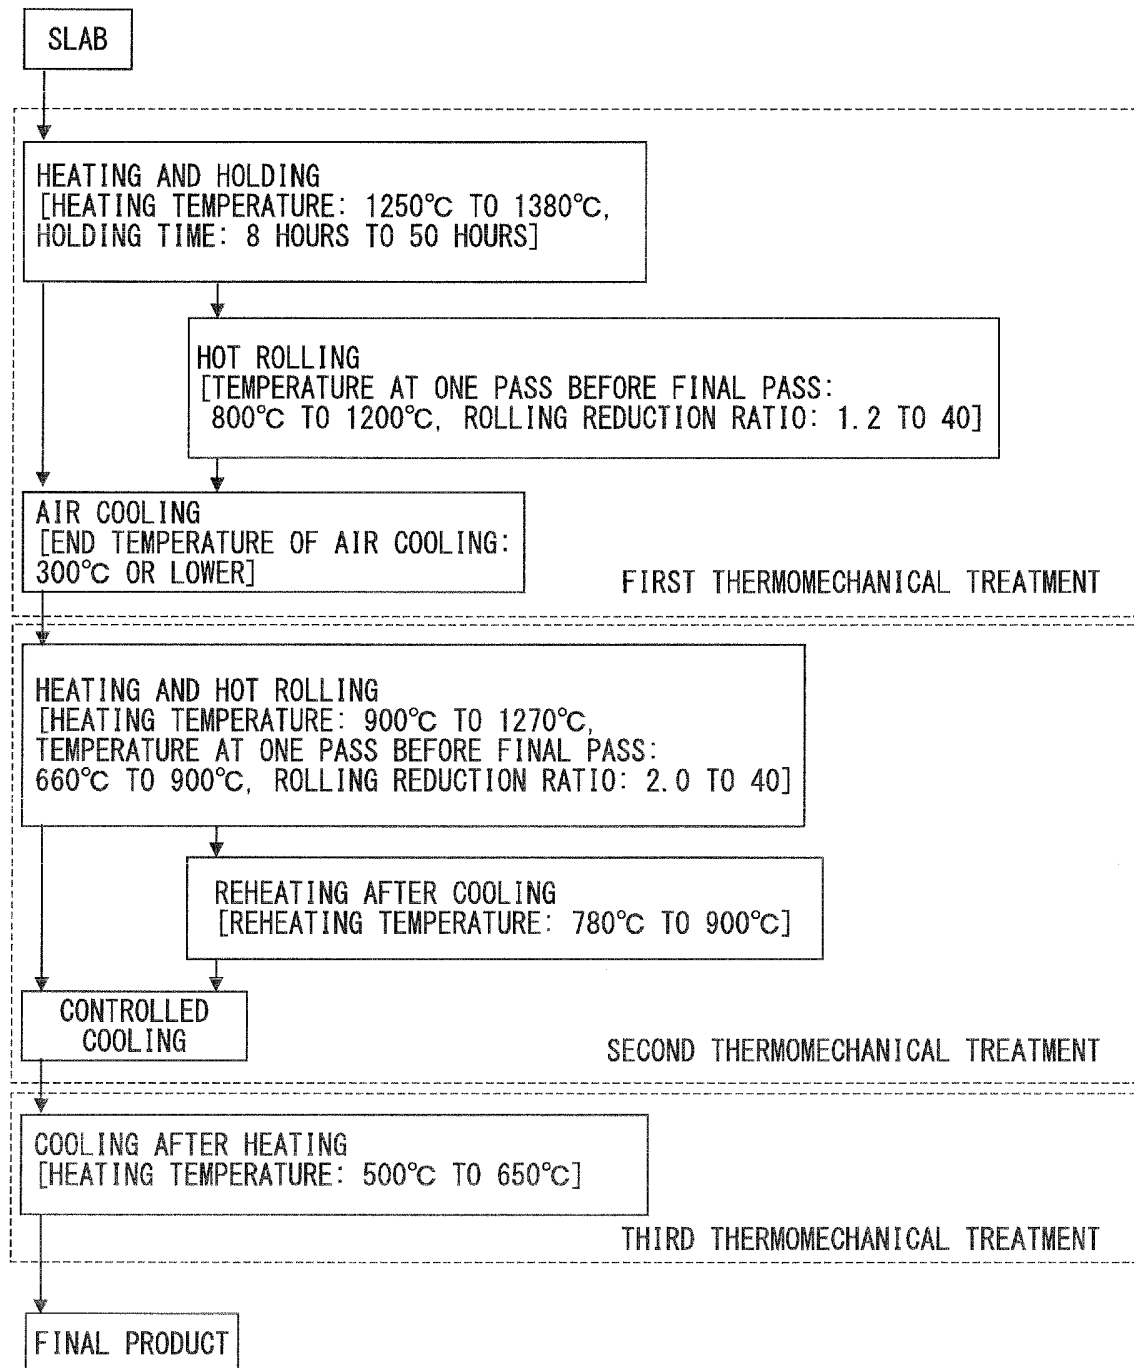 SLAB
HEATING AND HOLDING
[HEATING TEMPERATURE: 1250℃ TO 1380℃,
HOLDING TIME: 8 HOURS TO 50 HOURS]
HOT ROLLING
[TEMPERATURE AT ONE PASS BEFORE FINAL PASS:
800℃ TO 1200℃, ROLLING REDUCTION RATIO: 1.2 TO 40]
AIR COOLING
[END TEMPERATURE OF AIR COOLING:
300℃ OR LOWER]
FIRST THERMOMECHANICAL TREATMENT
HEATING AND HOT ROLLING
[HEATING TEMPERATURE: 900℃ TO 1270℃,
TEMPERATURE AT ONE PASS BEFORE FINAL PASS:
660℃ TO 900℃, ROLLING REDUCTION RATIO: 2.0 TO 40]
REHEATING AFTER COOLING
[REHEATING TEMPERATURE: 780℃ TO 900℃]
CONTROLLED
COOLING
SECOND THERMOMECHANICAL TREATMENT
COOLING AFTER HEATING
[HEATING TEMPERATURE: 500℃ TO 650℃]
THIRD THERMOMECHANICAL TREATMENT
FINAL PRODUCT